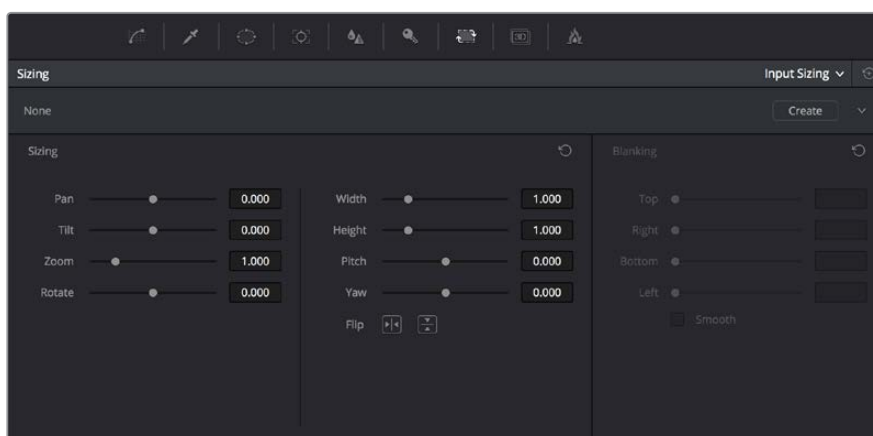 3D
Sizing Input Sizing
None Create
Sizing Blanking
Pan 0.000 Width 1.000 Top
Tilt 0.000 Height 1.000 Right
Zoom 1.000 Pitch 0.000 Bottom
Rotate 0.000 Yaw 0.000 Left
Flip Smooth